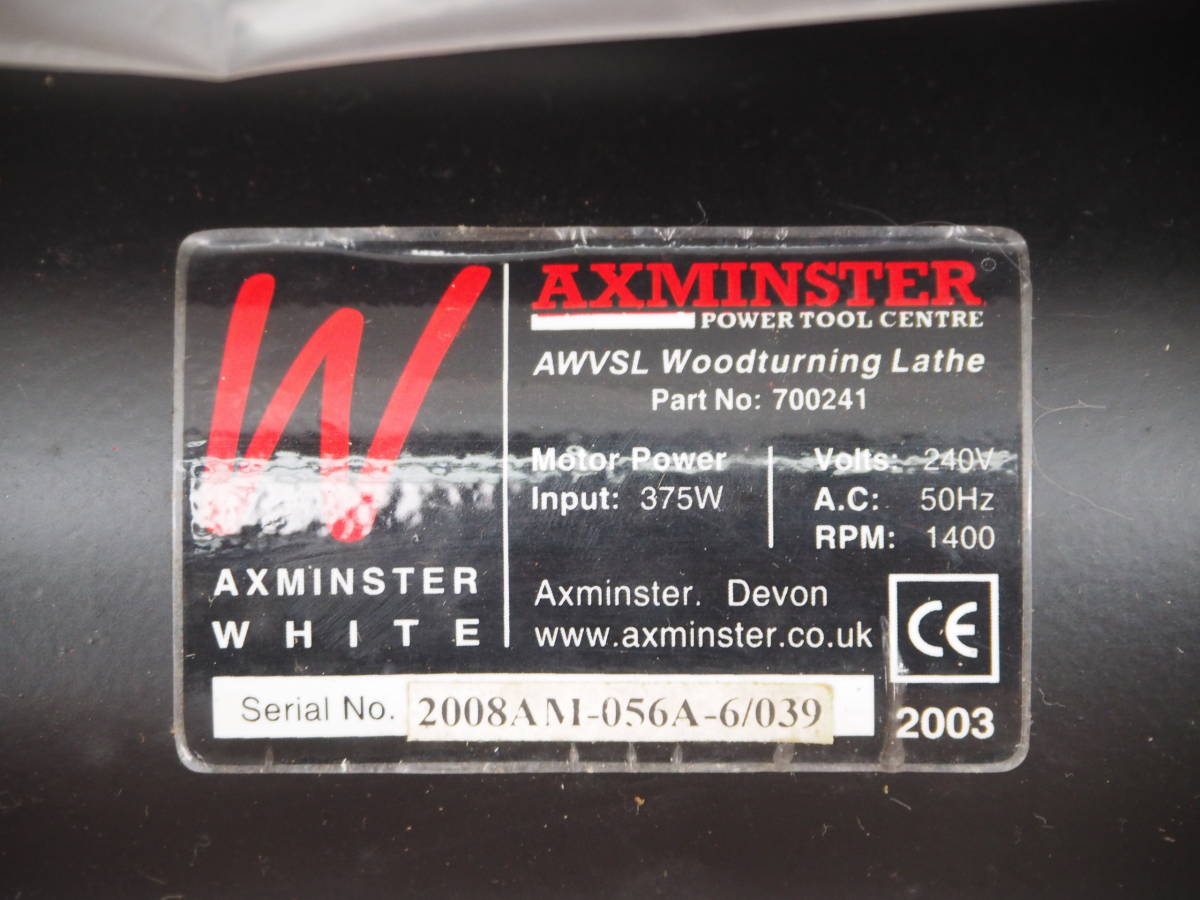 W
AXMINSTER
WHITE
AXMINSTER
POWER TOOL CENTRE
AWVSL Woodturning Lathe
Part No: 700241
Motor Power
Input: 375W
Volts: 240V
A.C: 50Hz
RPM: 1400
Axminster. Devon
www.axminster.co.uk
CE
Serial No. 2008AM-056A-6/039
2003